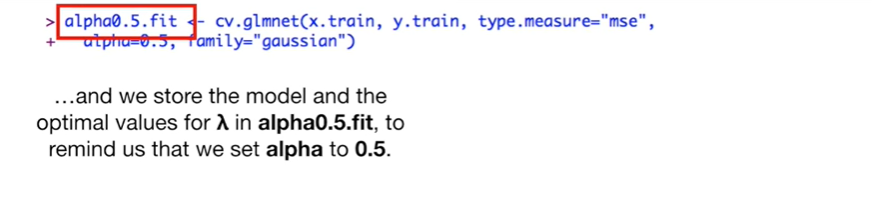 > alpha0.5.fit <- cv.glmnet(x.train, y.train, type.measure="mse",
+ alpha=0.5, family="gaussian")
…and we store the model and the
optimal values for λ in alpha0.5.fit, to
remind us that we set alpha to 0.5.